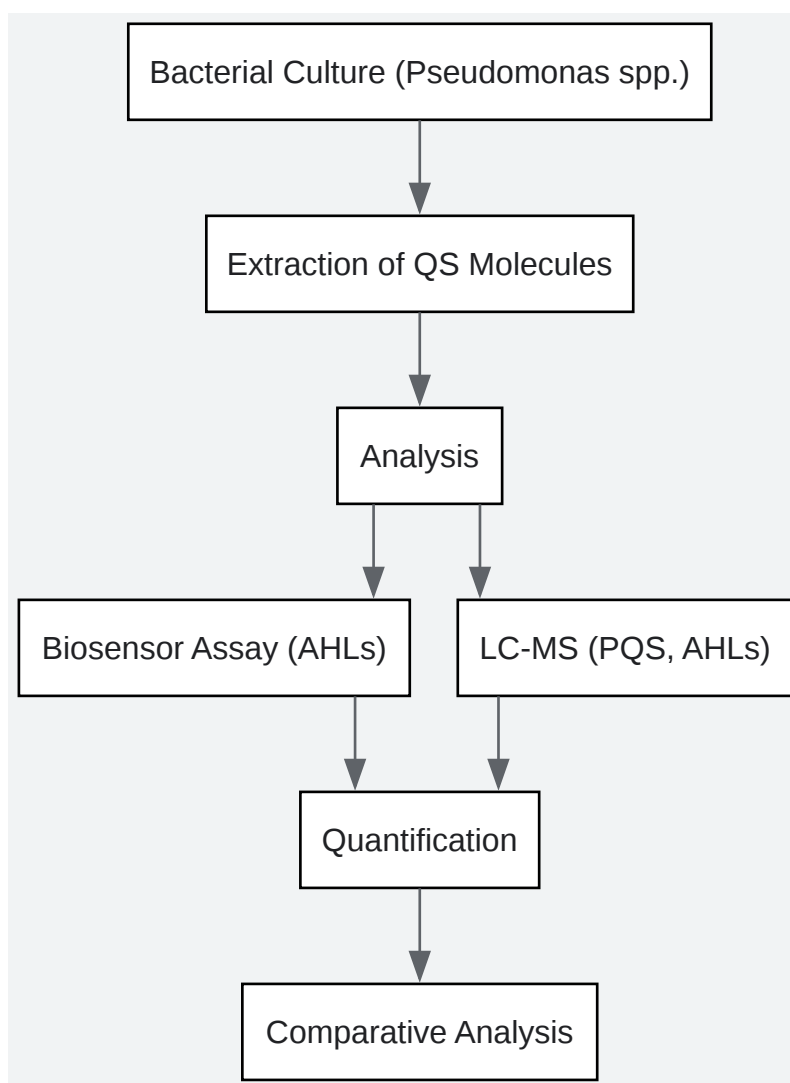 Bacterial Culture (Pseudomonas spp.)
Extraction of QS Molecules
Analysis
Biosensor Assay (AHLs)
LC-MS (PQS, AHLs)
Quantification
Comparative Analysis